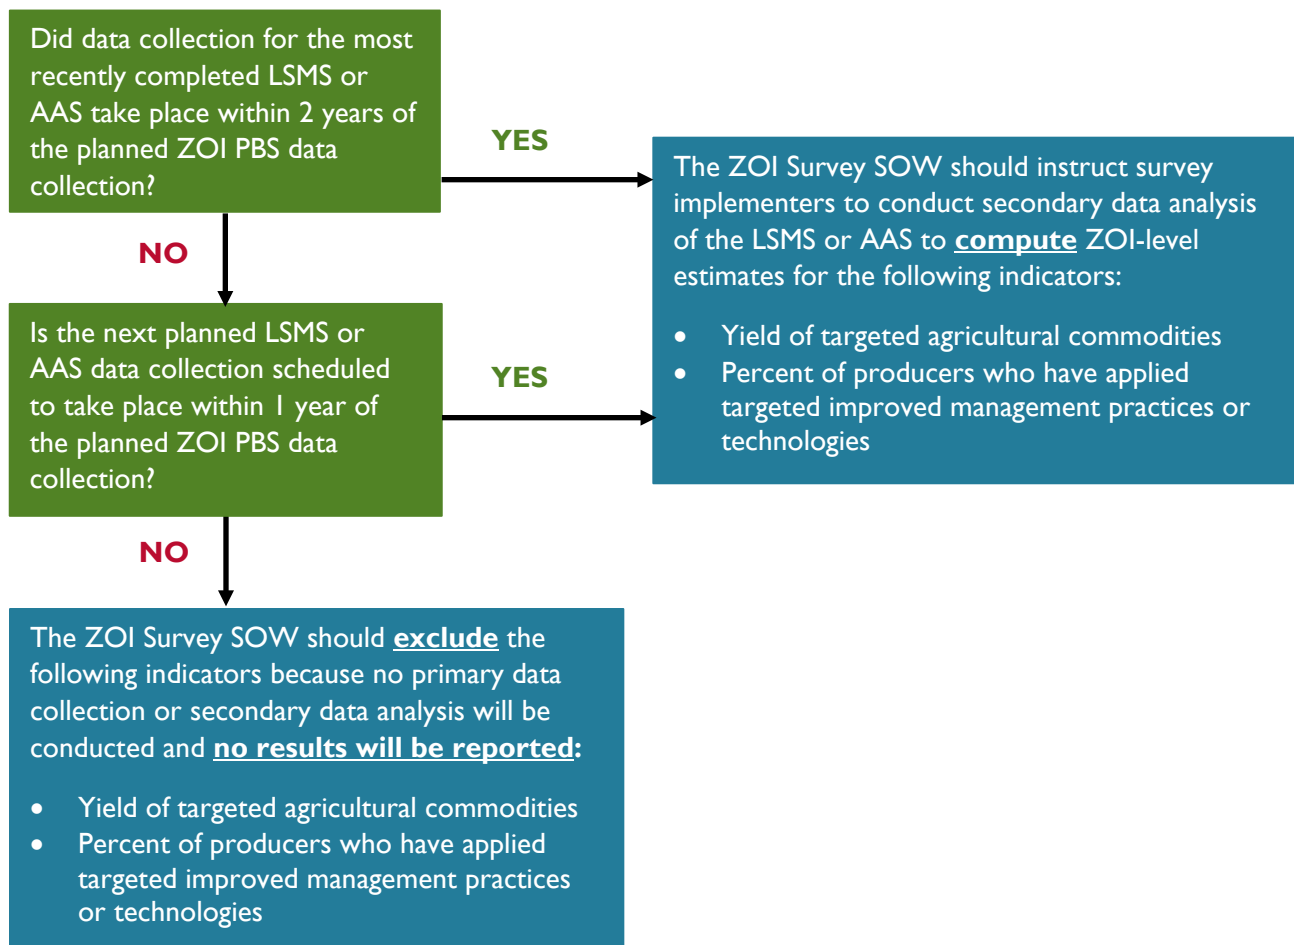 Did data collection for the most
recently completed LSMS or
AAS take place within 2 years of
the planned ZOI PBS data
collection?
YES
The ZOI Survey SOW should instruct survey
implementers to conduct secondary data analysis
of the LSMS or AAS to compute ZOI-level
estimates for the following indicators:
• Yield of targeted agricultural commodities
• Percent of producers who have applied
targeted improved management practices or
technologies
NO
Is the next planned LSMS or
AAS data collection scheduled
to take place within 1 year of
the planned ZOI PBS data
collection?
YES
NO
The ZOI Survey SOW should exclude the
following indicators because no primary data
collection or secondary data analysis will be
conducted and no results will be reported:
• Yield of targeted agricultural commodities
• Percent of producers who have applied
targeted improved management practices
or technologies